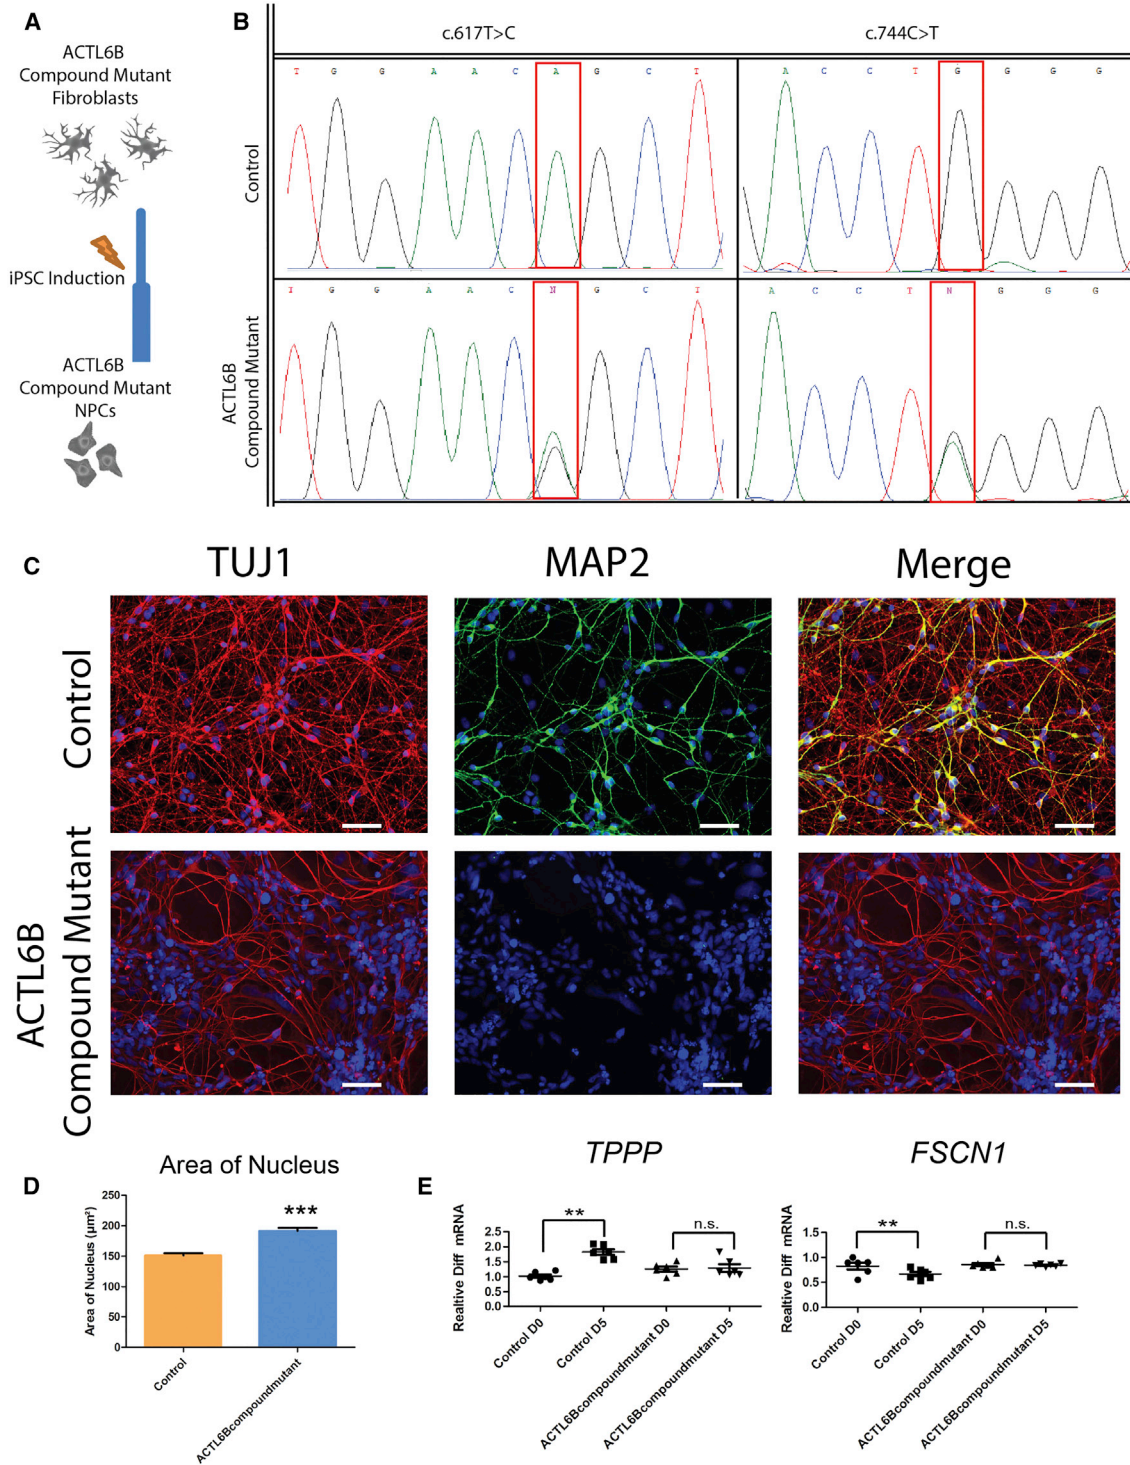 A
ACTL6B
Compound Mutant
Fibroblasts
iPSC Induction
ACTL6B
Compound Mutant
NPCs
B
c.617T>C
c.744C>T
Control
T G G A A C A G C T
A C C T G G G G
ACTL6B
Compound Mutant
T G G A A C N G C T
A C C T N G G G
C
TUJ1
MAP2
Merge
Control
ACTL6B
Compound Mutant
D
Area of Nucleus
Area of Nucleus (µm²)
250
200
150
100
50
0
***
Control
ACTL6Bcompoundmutant
E
TPPP
Realtive Diff mRNA
2.5
2.0
1.5
1.0
0.5
0.0
**
n.s.
Control D0
Control D5
ACTL6Bcompoundmutant D0
ACTL6Bcompoundmutant D5
FSCN1
Realtive Diff mRNA
1.5
1.0
0.5
0.0
**
n.s.
Control D0
Control D5
ACTL6Bcompoundmutant D0
ACTL6Bcompoundmutant D5